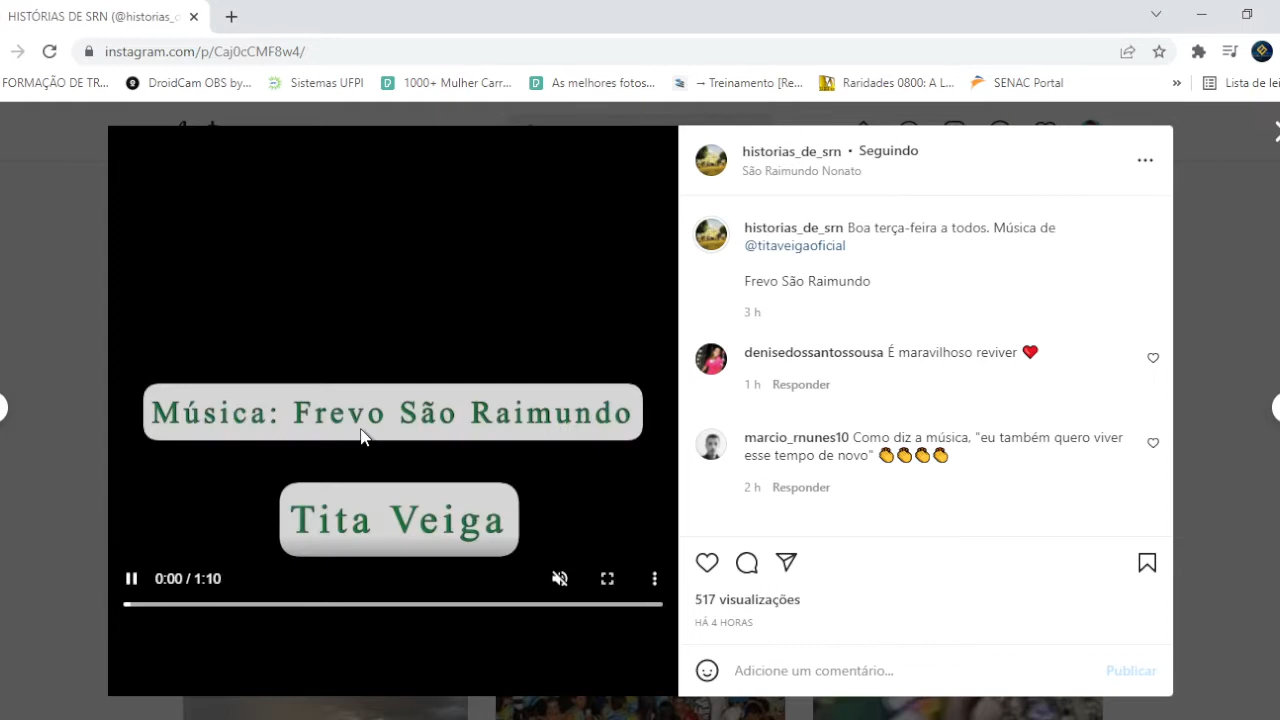 HISTÓRIAS DE SRN (@historias_
instagram.com/p/Caj0cCMF8w4/
FORMAÇÃO DE TR...
DroidCam OBS by...
Sistemas UFPI
1000+ Mulher Carr...
As melhores fotos...
→ Treinamento [Re...
Raridades 0800: A L...
SENAC Portal
»
Lista de lei
historias_de_srn • Seguindo
São Raimundo Nonato
historias_de_srn Boa terça-feira a todos. Música de
@titaveigaoficial
Frevo São Raimundo
3 h
denisedossantossousa É maravilhoso reviver ❤️
1 h Responder
marcio_rnunes10 Como diz a música, "eu também quero viver
esse tempo de novo" 👏👏👏👏
2 h Responder
Música: Frevo São Raimundo
Tita Veiga
0:00 / 1:10
517 visualizações
HÁ 4 HORAS
Adicione um comentário...
Publicar